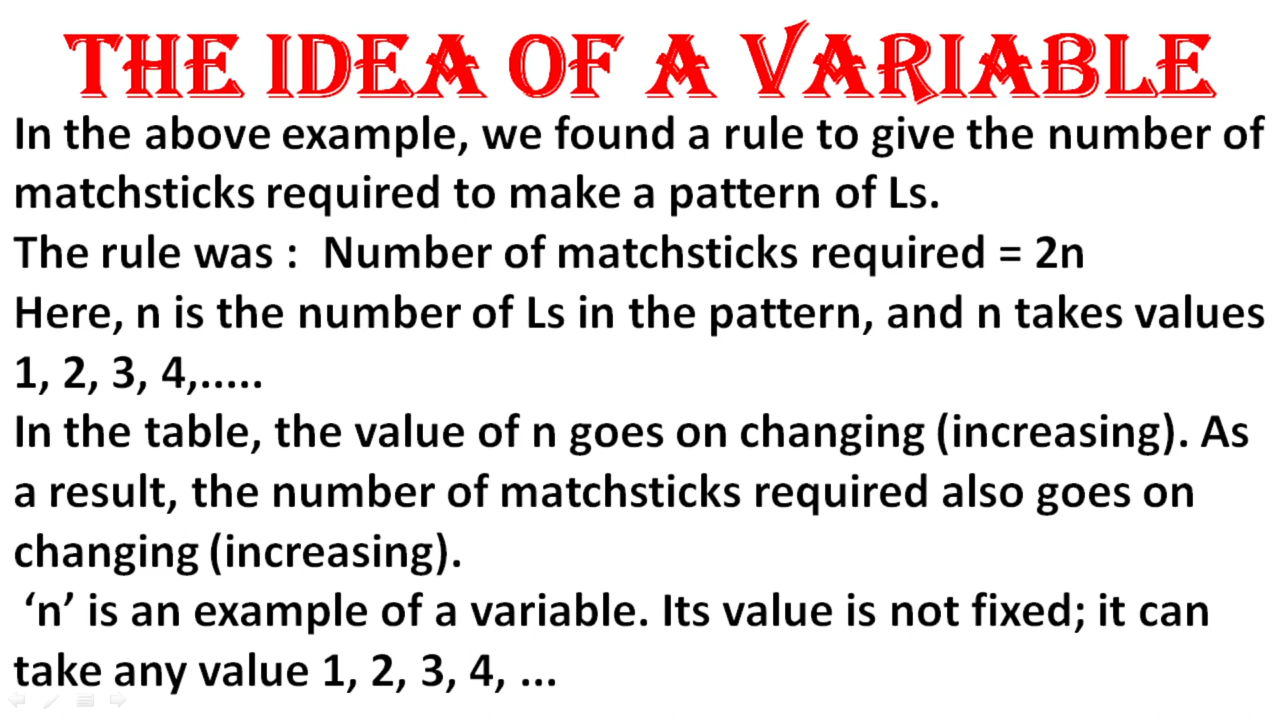 THE IDEA OF A VARIABLE
In the above example, we found a rule to give the number of
matchsticks required to make a pattern of Ls.
The rule was :  Number of matchsticks required = 2n
Here, n is the number of Ls in the pattern, and n takes values
1, 2, 3, 4,.....
In the table, the value of n goes on changing (increasing). As
a result, the number of matchsticks required also goes on
changing (increasing).
‘n’ is an example of a variable. Its value is not fixed; it can
take any value 1, 2, 3, 4, ...